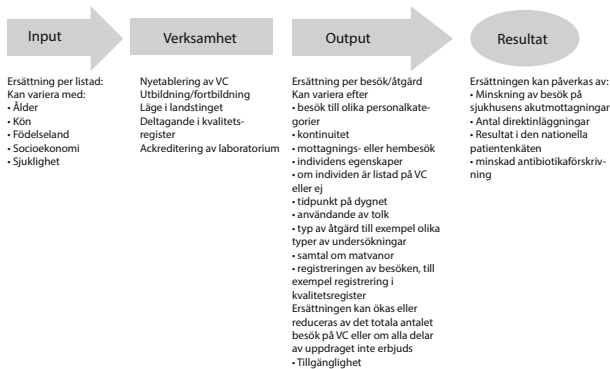 Input
Verksamhet
Output
Resultat
Ersättning per listad:
Kan variera med:
• Ålder
• Kön
• Födelseland
• Socioekonomi
• Sjuklighet
Nyetablering av VC
Utbildning/fortbildning
Läge i landstinget
Deltagande i kvalitets-
register
Ackreditering av laboratorium
Ersättning per besök/åtgärd
Kan variera efter
• besök till olika personalkate-
gorier
• kontinuitet
• mottagnings- eller hembesök
• individens egenskaper
• om individen är listad på VC
eller ej
• tidpunkt på dygnet
• användande av tolk
• typ av åtgärd till exempel olika
typer av undersökningar
• samtal om matvanor
• registreringen av besöken, till
exempel registrering i
kvalitetsregister
Ersättningen kan ökas eller
reduceras av det totala antalet
besök på VC eller om alla delar
av uppdraget inte erbjuds
• Tillgänglighet
Ersättningen kan påverkas av:
• Minskning av besök på
sjukhusens akutmottagningar
• Antal direktinläggningar
• Resultat i den nationella
patientenkäten
• minskad antibiotikaförskriv-
ning